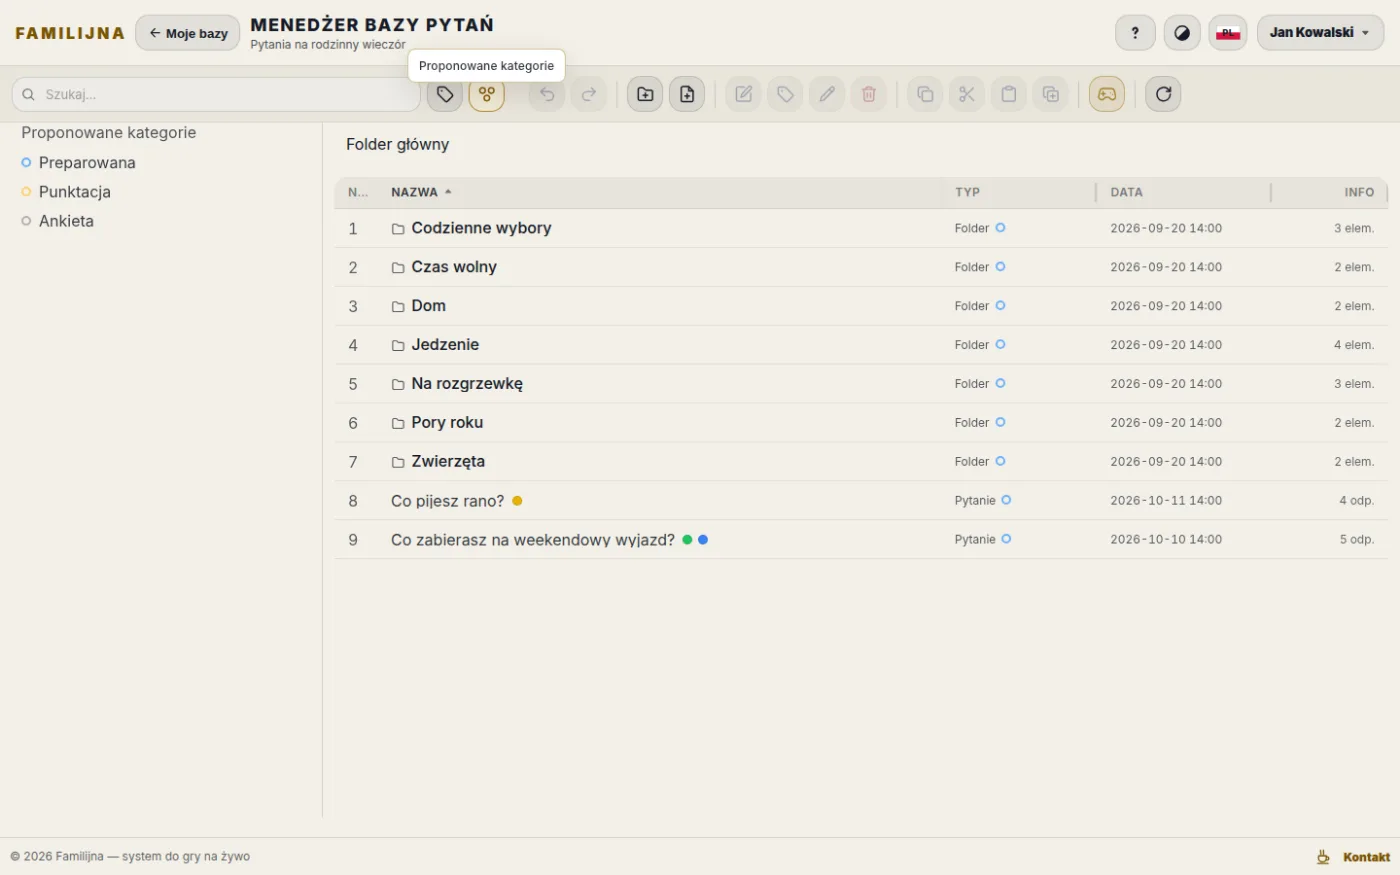 FAMILIJNA
← Moje bazy
MENEDŻER BAZY PYTAŃ
Pytania na rodzinny wieczór
?
PL
Jan Kowalski
Proponowane kategorie
Szukaj...
Proponowane kategorie
Preparowana
Punktacja
Ankieta
Folder główny
N... NAZWA TYP DATA INFO
1 Codzienne wybory Folder 2026-09-20 14:00 3 elem.
2 Czas wolny Folder 2026-09-20 14:00 2 elem.
3 Dom Folder 2026-09-20 14:00 2 elem.
4 Jedzenie Folder 2026-09-20 14:00 4 elem.
5 Na rozgrzewkę Folder 2026-09-20 14:00 3 elem.
6 Pory roku Folder 2026-09-20 14:00 2 elem.
7 Zwierzęta Folder 2026-09-20 14:00 2 elem.
8 Co pijesz rano? Pytanie 2026-10-11 14:00 4 odp.
9 Co zabierasz na weekendowy wyjazd? Pytanie 2026-10-10 14:00 5 odp.
© 2026 Familijna — system do gry na żywo
Kontakt